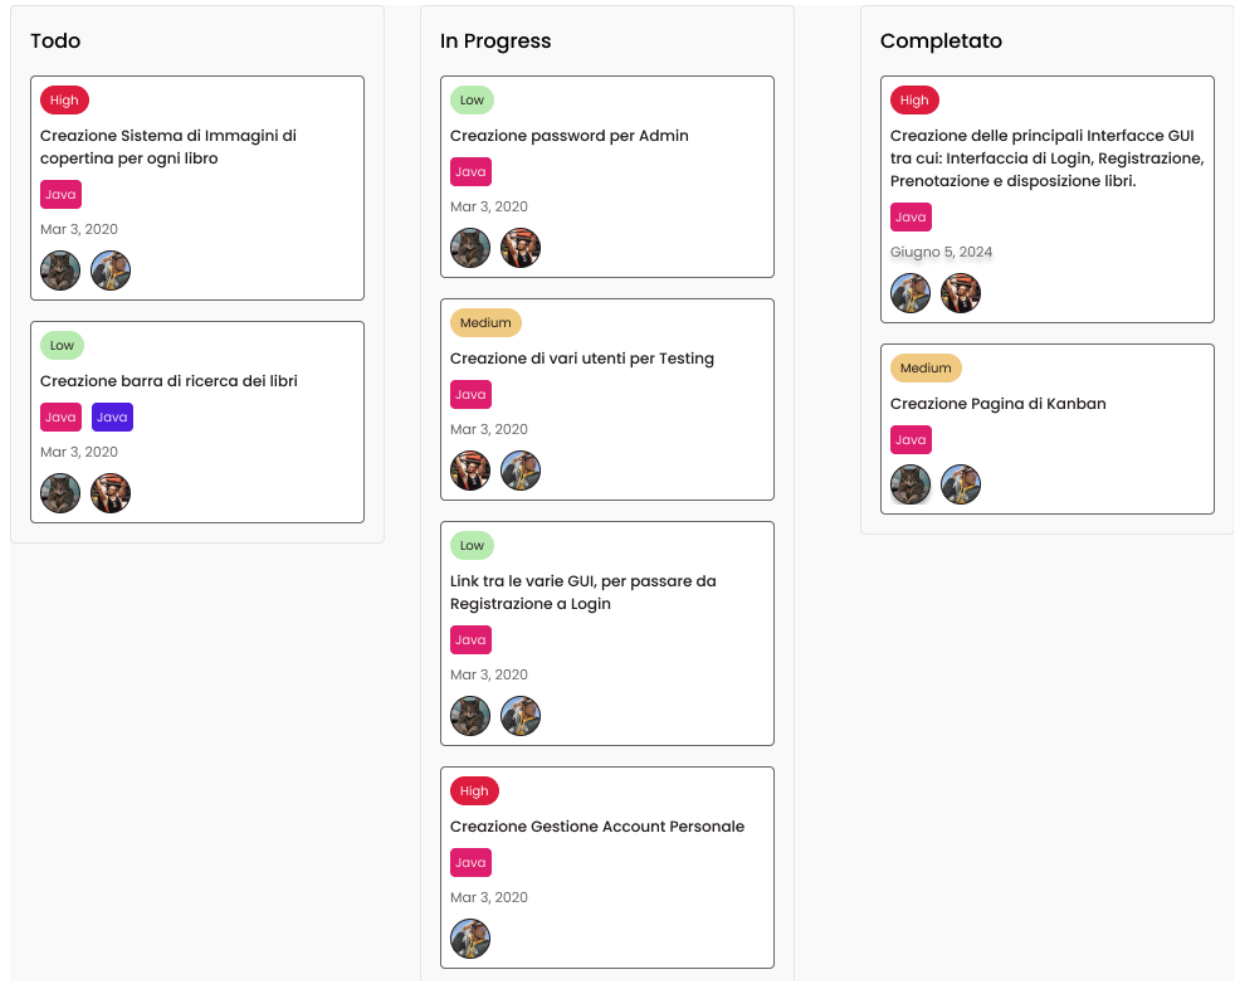 Todo
High
Creazione Sistema di Immagini di
copertina per ogni libro
Java
Mar 3, 2020
Low
Creazione barra di ricerca dei libri
Java Java
Mar 3, 2020
In Progress
Low
Creazione password per Admin
Java
Mar 3, 2020
Medium
Creazione di vari utenti per Testing
Java
Mar 3, 2020
Low
Link tra le varie GUI, per passare da
Registrazione a Login
Java
Mar 3, 2020
High
Creazione Gestione Account Personale
Java
Mar 3, 2020
Completato
High
Creazione delle principali Interfacce GUI
tra cui: Interfaccia di Login, Registrazione,
Prenotazione e disposizione libri.
Java
Giugno 5, 2024
Medium
Creazione Pagina di Kanban
Java